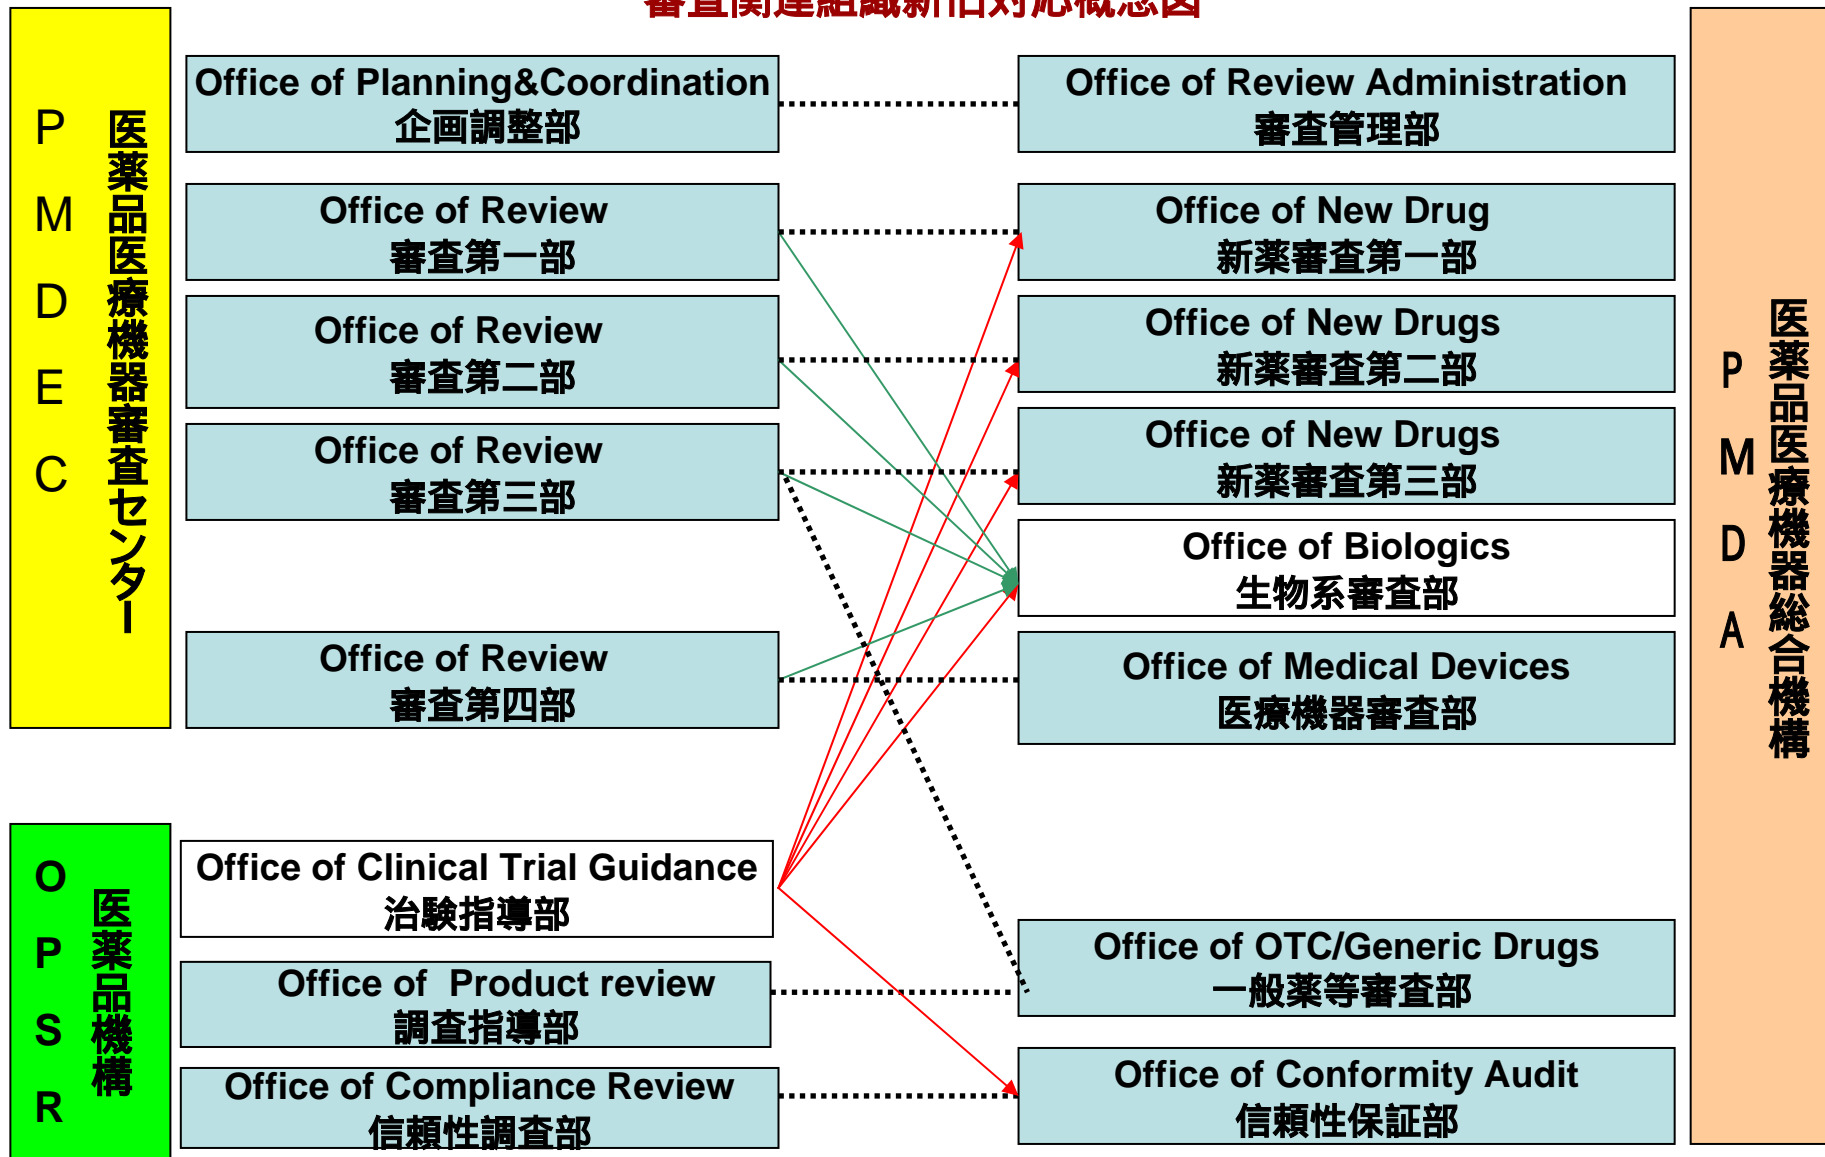 審査関連組織新旧対応概念図
PMDEC
医薬品医療機器審査センター
Office of Planning&Coordination
企画調整部
Office of Review
審査第一部
Office of Review
審査第二部
Office of Review
審査第三部
Office of Review
審査第四部
OPSR
医薬品機構
Office of Clinical Trial Guidance
治験指導部
Office of Product review
調査指導部
Office of Compliance Review
信頼性調査部
Office of Review Administration
審査管理部
Office of New Drug
新薬審査第一部
Office of New Drugs
新薬審査第二部
Office of New Drugs
新薬審査第三部
Office of Biologics
生物系審査部
Office of Medical Devices
医療機器審査部
Office of OTC/Generic Drugs
一般薬等審査部
Office of Conformity Audit
信頼性保証部
PMDA
医薬品医療機器総合機構